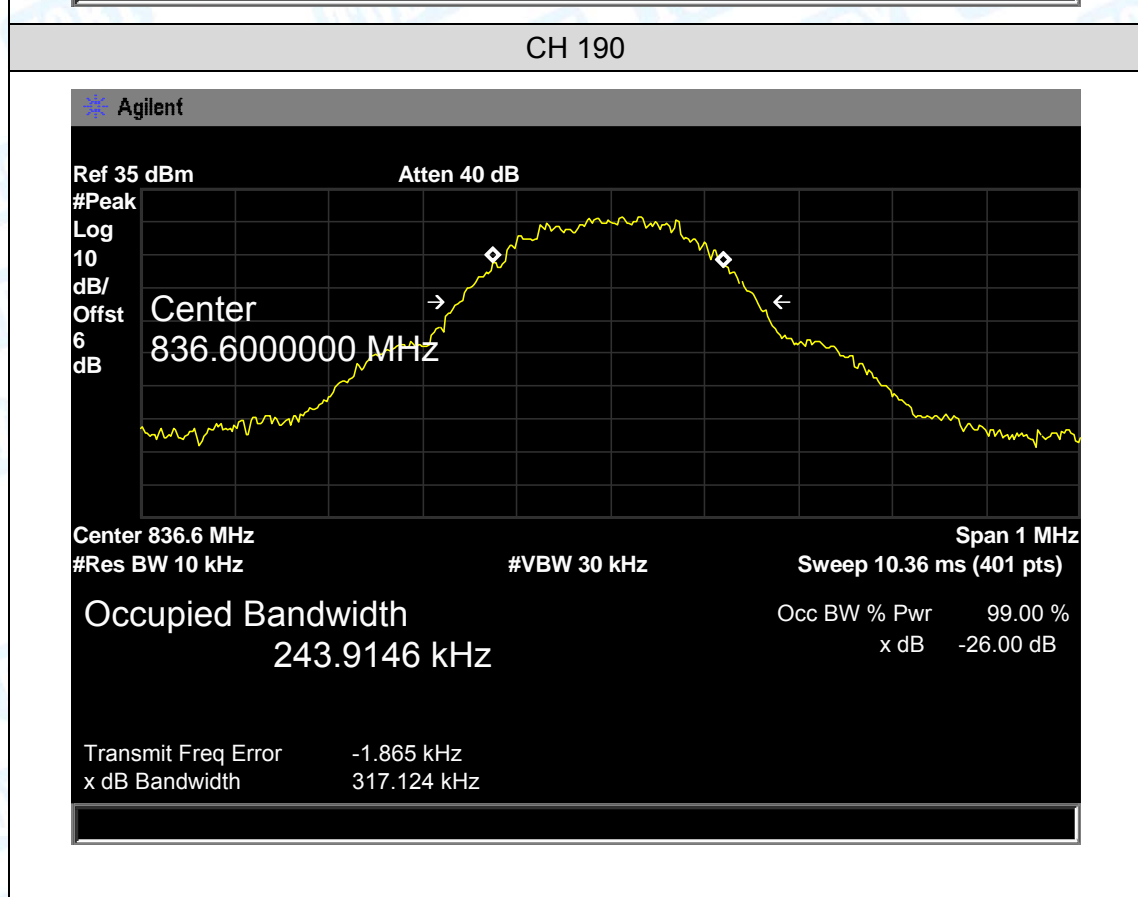 CH 190
Agilent
Ref 35 dBm Atten 40 dB
#Peak
Log
10
dB/
Offst
6
dB
Center
836.6000000 MHz
Center 836.6 MHz Span 1 MHz
#Res BW 10 kHz #VBW 30 kHz Sweep 10.36 ms (401 pts)
Occupied Bandwidth Occ BW % Pwr 99.00 %
243.9146 kHz x dB -26.00 dB
Transmit Freq Error -1.865 kHz
x dB Bandwidth 317.124 kHz